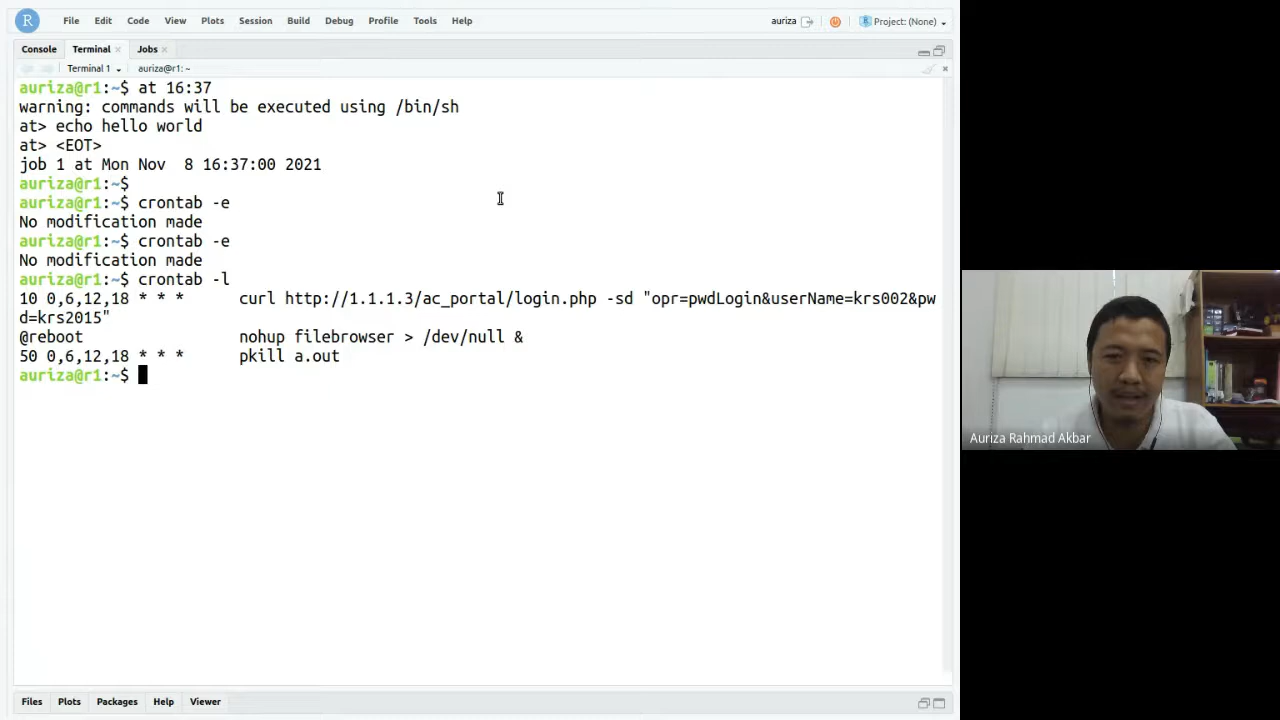 R File Edit Code View Plots Session Build Debug Profile Tools Help auriza R Project: (None)
Console Terminal Jobs
Terminal 1 auriza@r1: ~
auriza@r1:~$ at 16:37
warning: commands will be executed using /bin/sh
at> echo hello world
at> <EOT>
job 1 at Mon Nov  8 16:37:00 2021
auriza@r1:~$
auriza@r1:~$ crontab -e
No modification made
auriza@r1:~$ crontab -e
No modification made
auriza@r1:~$ crontab -l
10 0,6,12,18 * * *      curl http://1.1.1.3/ac_portal/login.php -sd "opr=pwdLogin&userName=krs002&pw
d=krs2015"
@reboot                 nohup filebrowser > /dev/null &
50 0,6,12,18 * * *      pkill a.out
auriza@r1:~$
Auriza Rahmad Akbar
Files Plots Packages Help Viewer